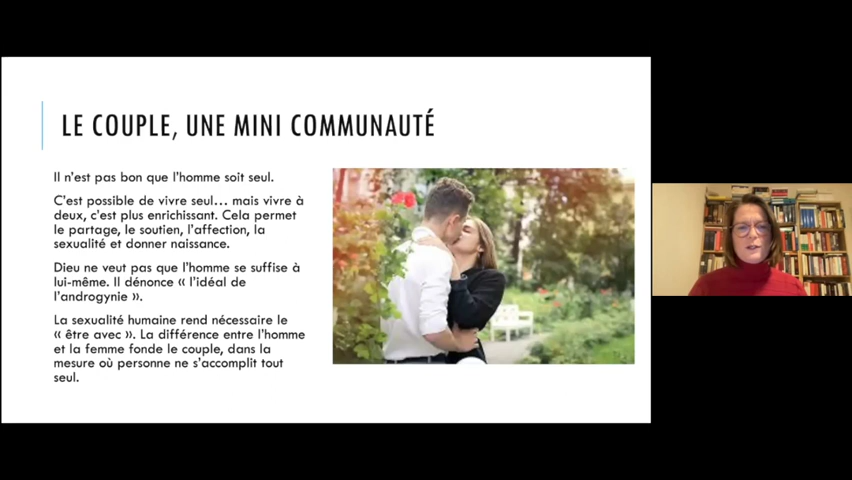 LE COUPLE, UNE MINI COMMUNAUTÉ
Il n'est pas bon que l'homme soit seul.
C'est possible de vivre seul… mais vivre à
deux, c'est plus enrichissant. Cela permet
le partage, le soutien, l'affection, la
sexualité et donner naissance.
Dieu ne veut pas que l'homme se suffise à
lui-même. Il dénonce « l'idéal de
l'androgynie ».
La sexualité humaine rend nécessaire le
« être avec ». La différence entre l'homme
et la femme fonde le couple, dans la
mesure où personne ne s'accomplit tout
seul.